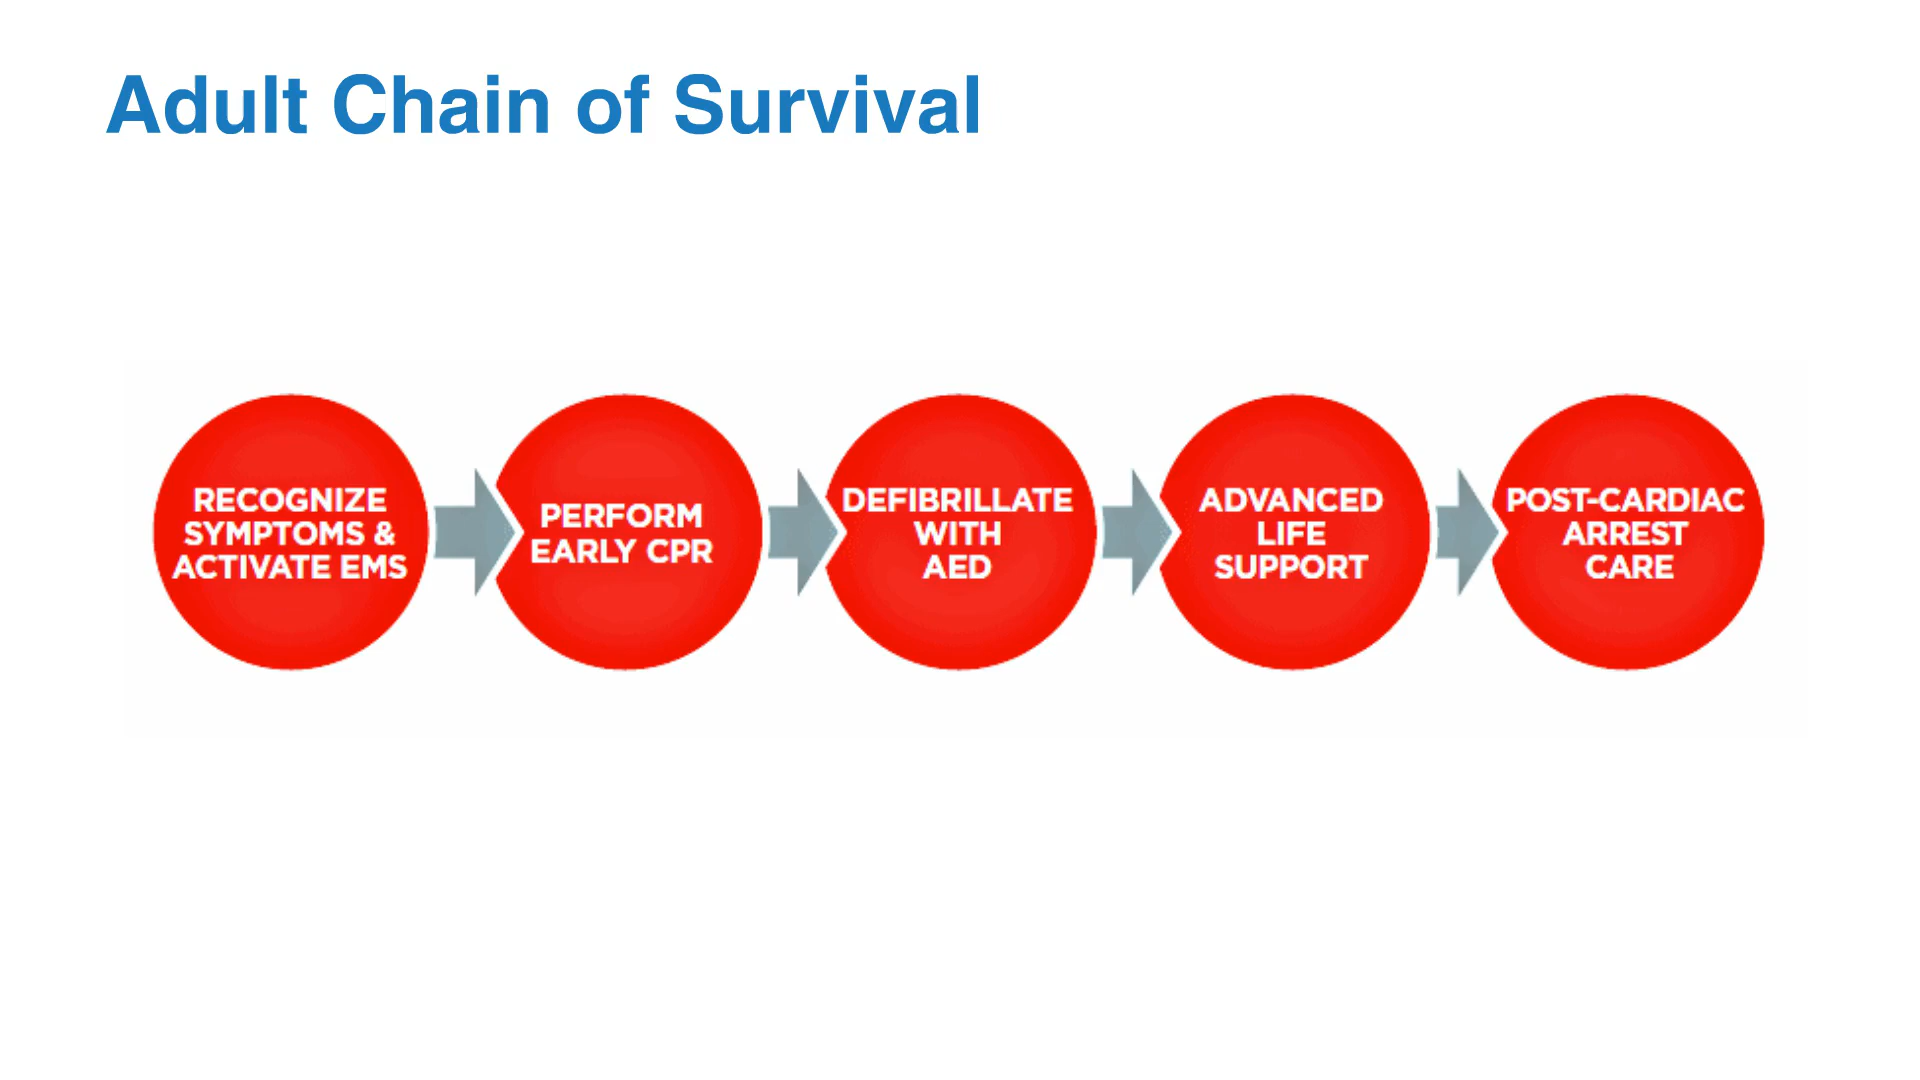 Adult Chain of Survival
RECOGNIZE
SYMPTOMS &
ACTIVATE EMS
PERFORM
EARLY CPR
DEFIBRILLATE
WITH
AED
ADVANCED
LIFE
SUPPORT
POST-CARDIAC
ARREST
CARE